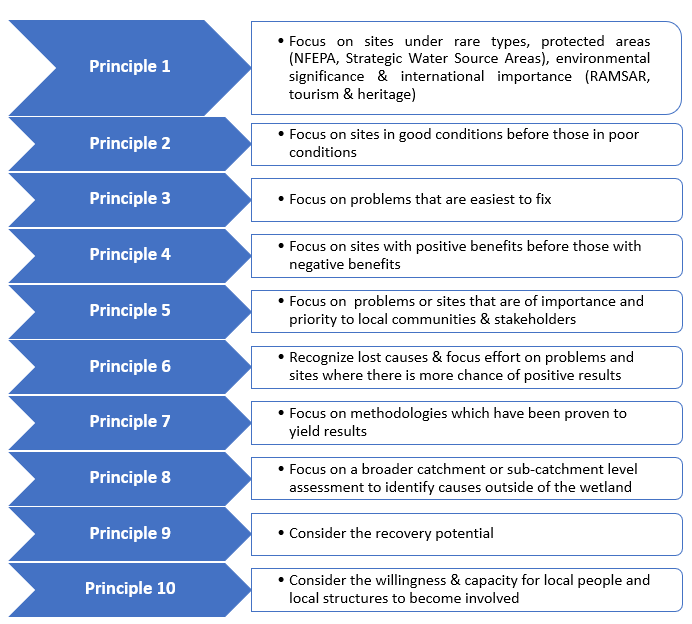 Principle 1
• Focus on sites under rare types, protected areas
(NFEPA, Strategic Water Source Areas), environmental
significance & international importance (RAMSAR,
tourism & heritage)
Principle 2
• Focus on sites in good conditions before those in poor
conditions
Principle 3
• Focus on problems that are easiest to fix
Principle 4
• Focus on sites with positive benefits before those with
negative benefits
Principle 5
• Focus on problems or sites that are of importance and
priority to local communities & stakeholders
Principle 6
• Recognize lost causes & focus effort on problems and
sites where there is more chance of positive results
Principle 7
• Focus on methodologies which have been proven to
yield results
Principle 8
• Focus on a broader catchment or sub-catchment level
assessment to identify causes outside of the wetland
Principle 9
• Consider the recovery potential
Principle 10
• Consider the willingness & capacity for local people and
local structures to become involved